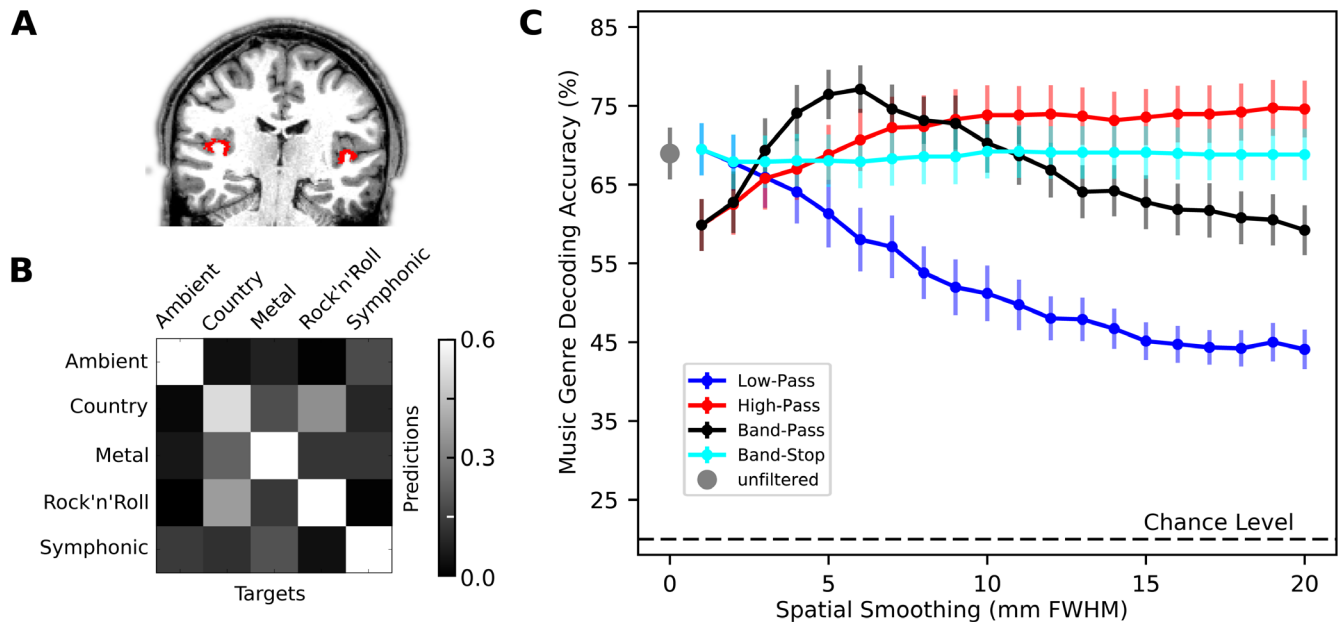 A
B
Ambient
Country
Metal
Rock'n'Roll
Symphonic
Ambient
Country
Metal
Rock'n'Roll
Symphonic
Targets
Predictions
0.6
0.3
0.0
C
Music Genre Decoding Accuracy (%)
85
75
65
55
45
35
25
Low-Pass
High-Pass
Band-Pass
Band-Stop
unfiltered
Chance Level
0 5 10 15 20
Spatial Smoothing (mm FWHM)